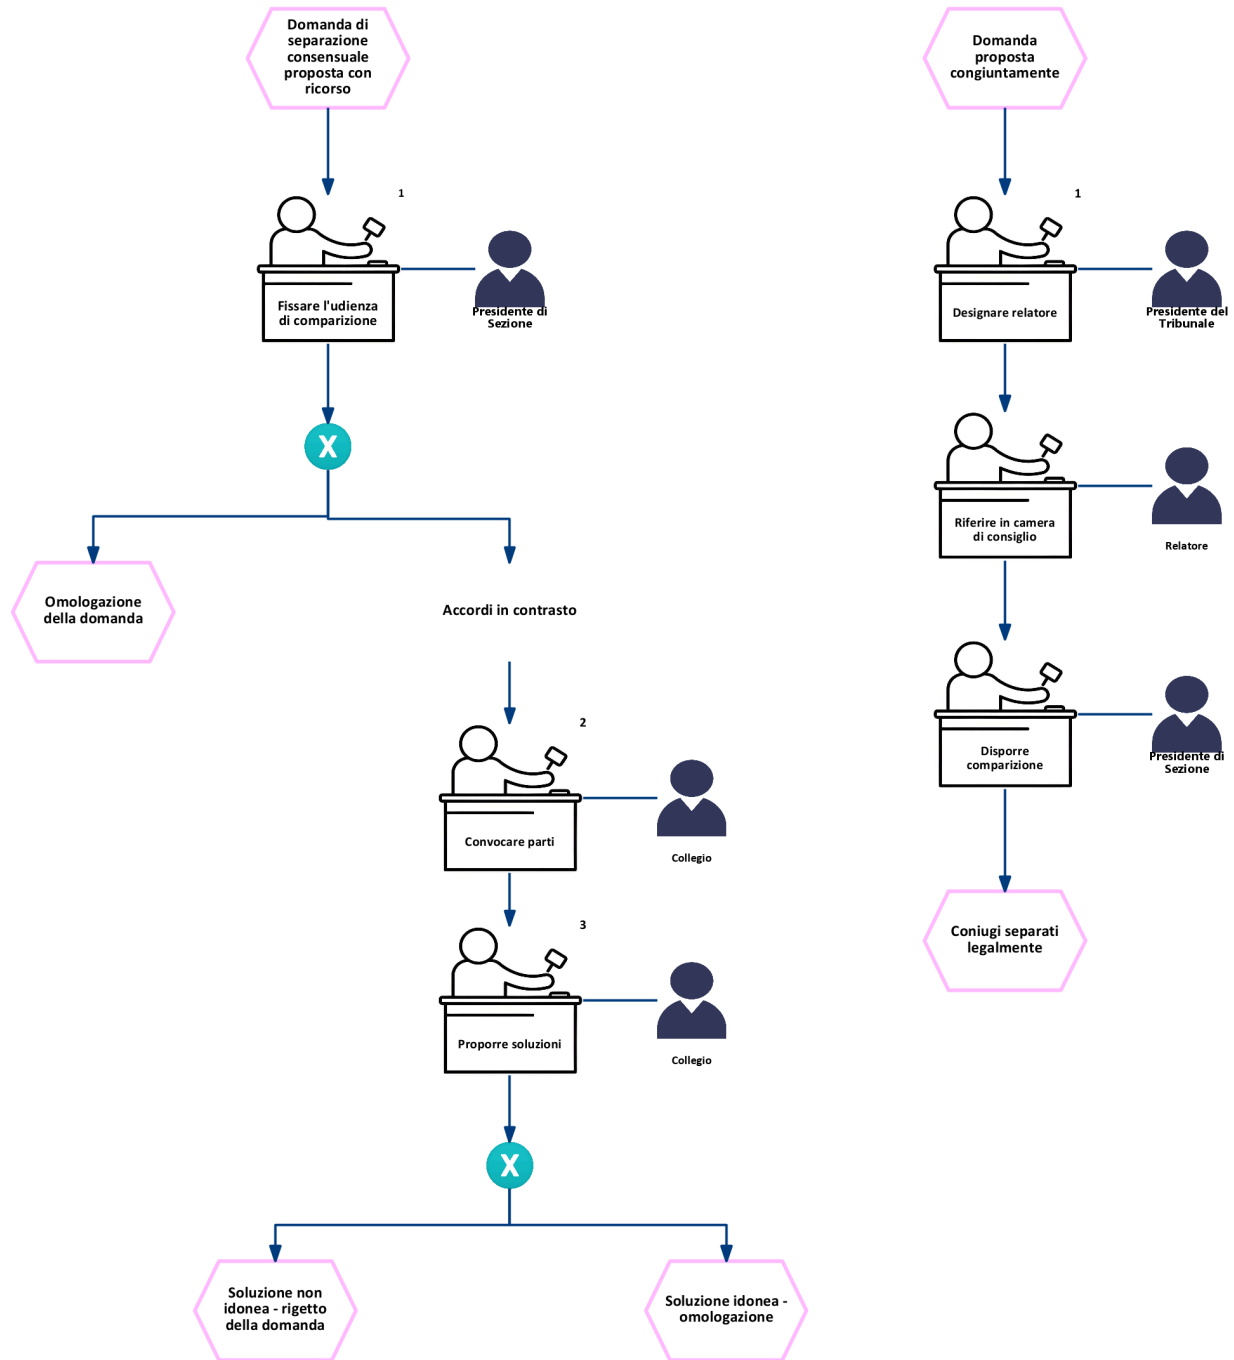 Domanda di
separazione
consensuale
proposta con
ricorso
1
Fissare l'udienza
di comparizione
Presidente di
Sezione
X
Omologazione
della domanda
Accordi in contrasto
2
Convocare parti
Collegio
3
Proporre soluzioni
Collegio
X
Soluzione non
idonea - rigetto
della domanda
Soluzione idonea -
omologazione
Domanda
proposta
congiuntamente
1
Designare relatore
Presidente del
Tribunale
Riferire in camera
di consiglio
Relatore
Disporre
comparizione
Presidente di
Sezione
Coniugi separati
legalmente